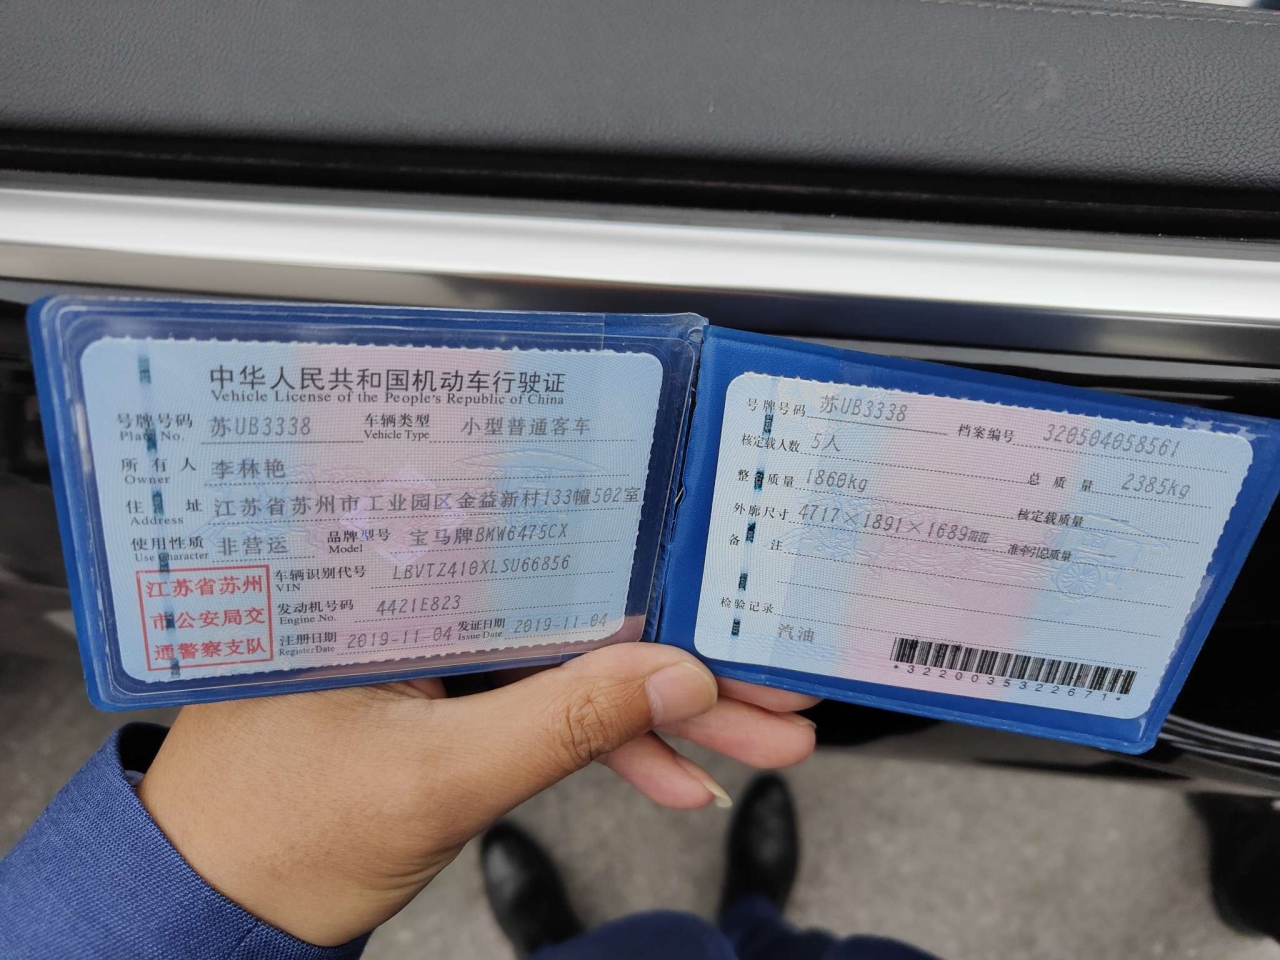 中华人民共和国机动车行驶证
Vehicle License of the People's Republic of China
号牌号码 苏UB3338 车辆类型 小型普通客车
Plate No. Vehicle Type
所有人 李林艳
Owner
住址 江苏省苏州市工业园区金益新村133幢502室
Address
使用性质 非营运 品牌型号 宝马牌BMW6475CX
Use Character Model
江苏省苏州
市公安局交
通警察支队
车辆识别代号 LBVTZ410XLSU66856
VIN
发动机号码 4421E823
Engine No.
注册日期 2019-11-04 发证日期 2019-11-04
Register Date Issue Date
号牌号码 苏UB3338 档案编号 320504058561
核定载人数 5人 总质量 2385kg
整备质量 1860kg 核定载质量
外廓尺寸 4717×1891×1689mm 准牵引总质量
备注
检验记录
汽油
*3220035322671*